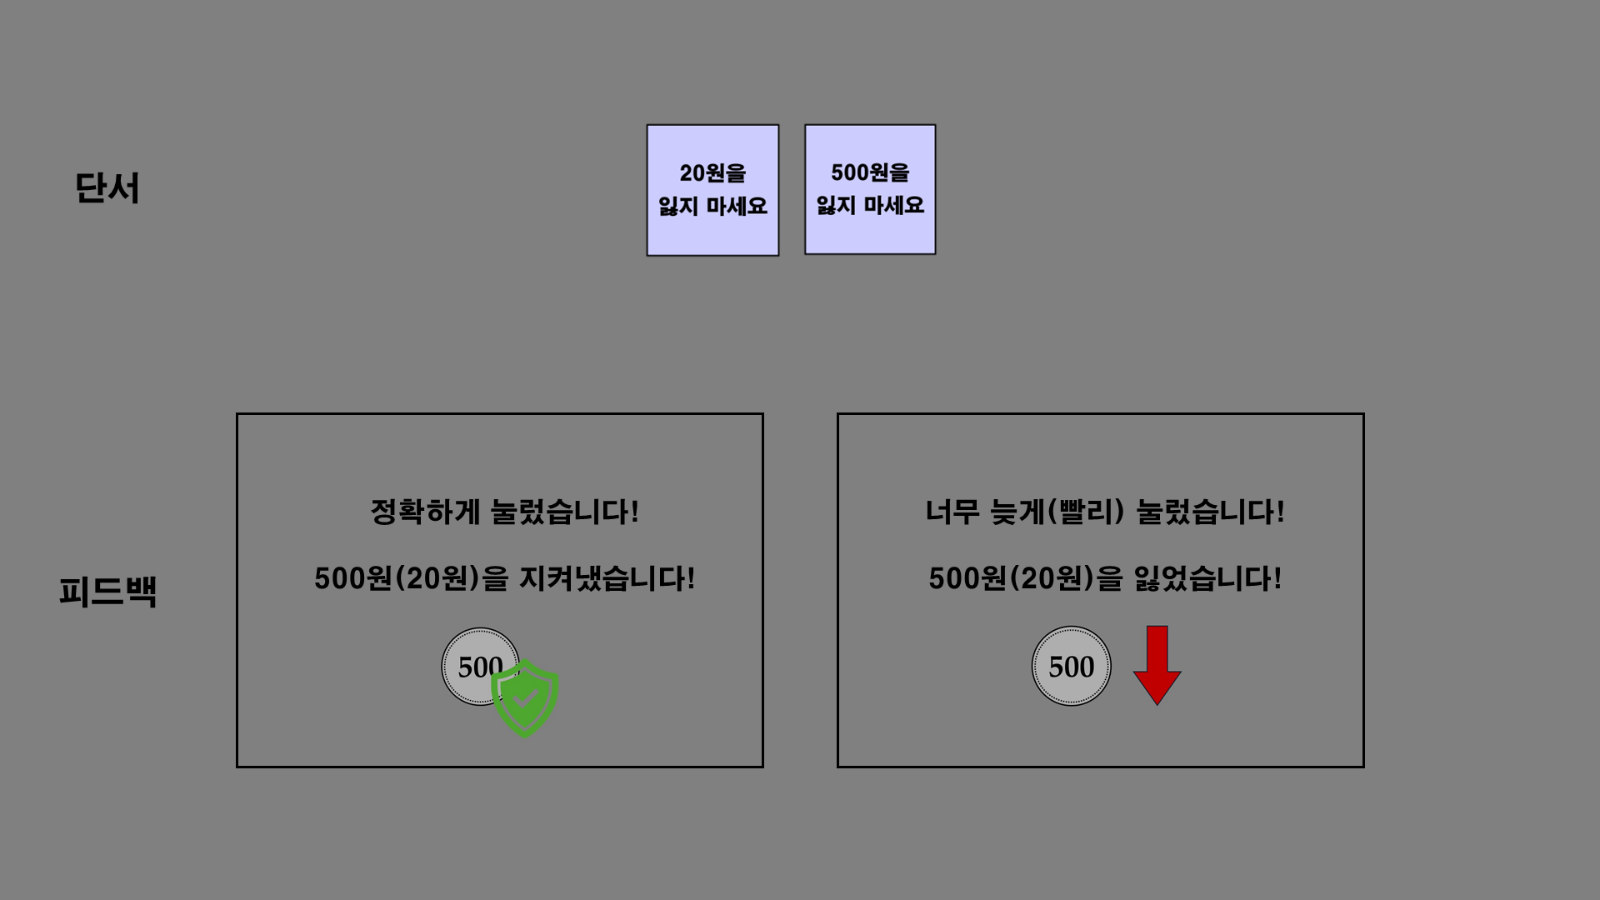 단서
20원을
잃지 마세요
500원을
잃지 마세요
피드백
정확하게 눌렀습니다!
500원(20원)을 지켜냈습니다!
500
너무 늦게(빨리) 눌렀습니다!
500원(20원)을 잃었습니다!
500